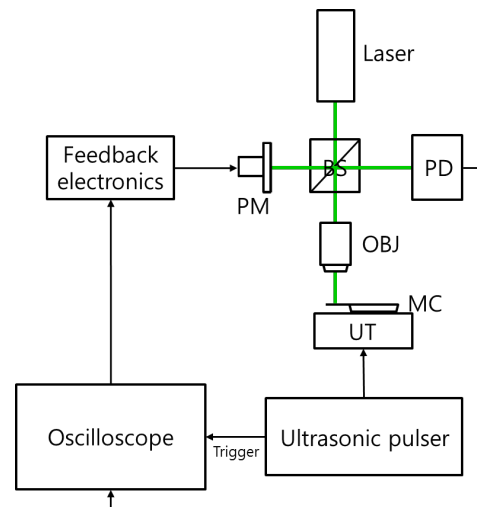 Laser
Feedback
electronics
BS
PD
PM
OBJ
MC
UT
Oscilloscope
Trigger
Ultrasonic pulser